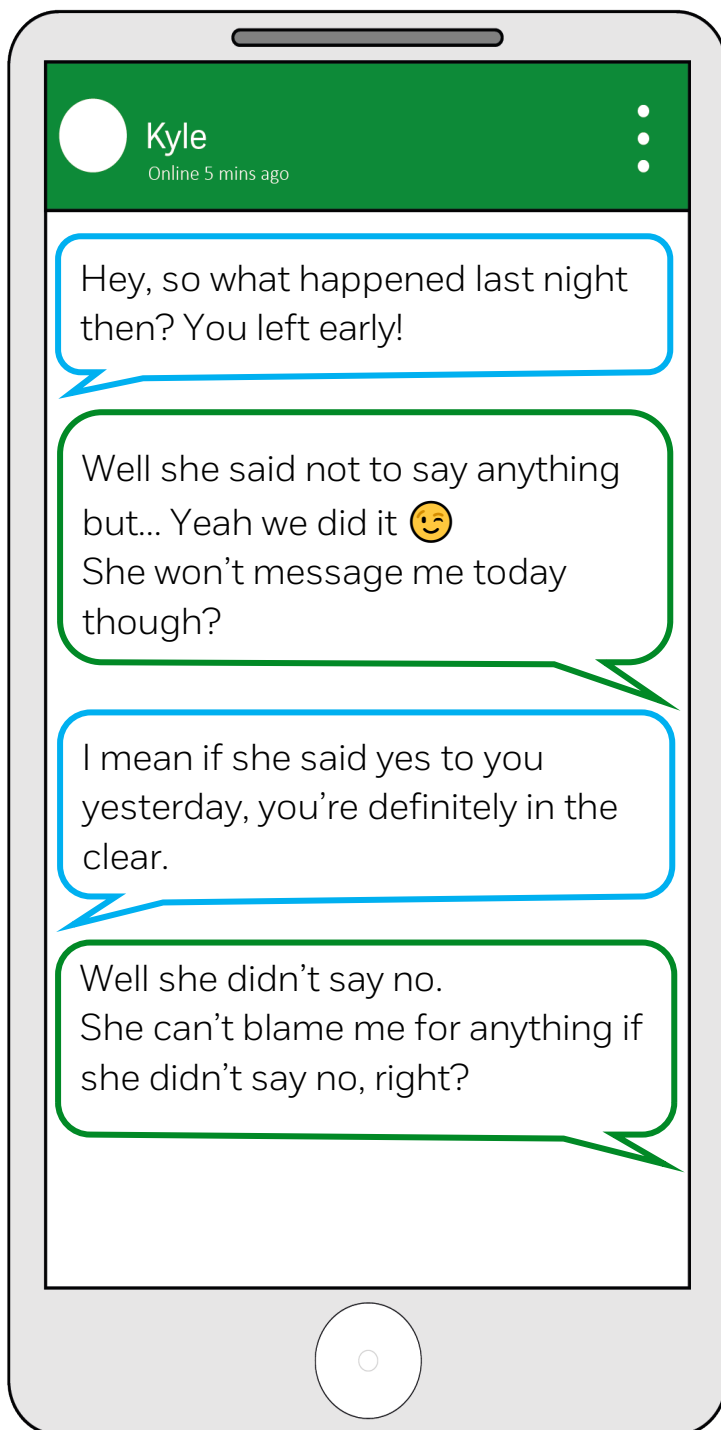 Kyle
Online 5 mins ago
Hey, so what happened last night
then? You left early!
Well she said not to say anything
but... Yeah we did it 😉
She won’t message me today
though?
I mean if she said yes to you
yesterday, you’re definitely in the
clear.
Well she didn’t say no.
She can’t blame me for anything if
she didn’t say no, right?